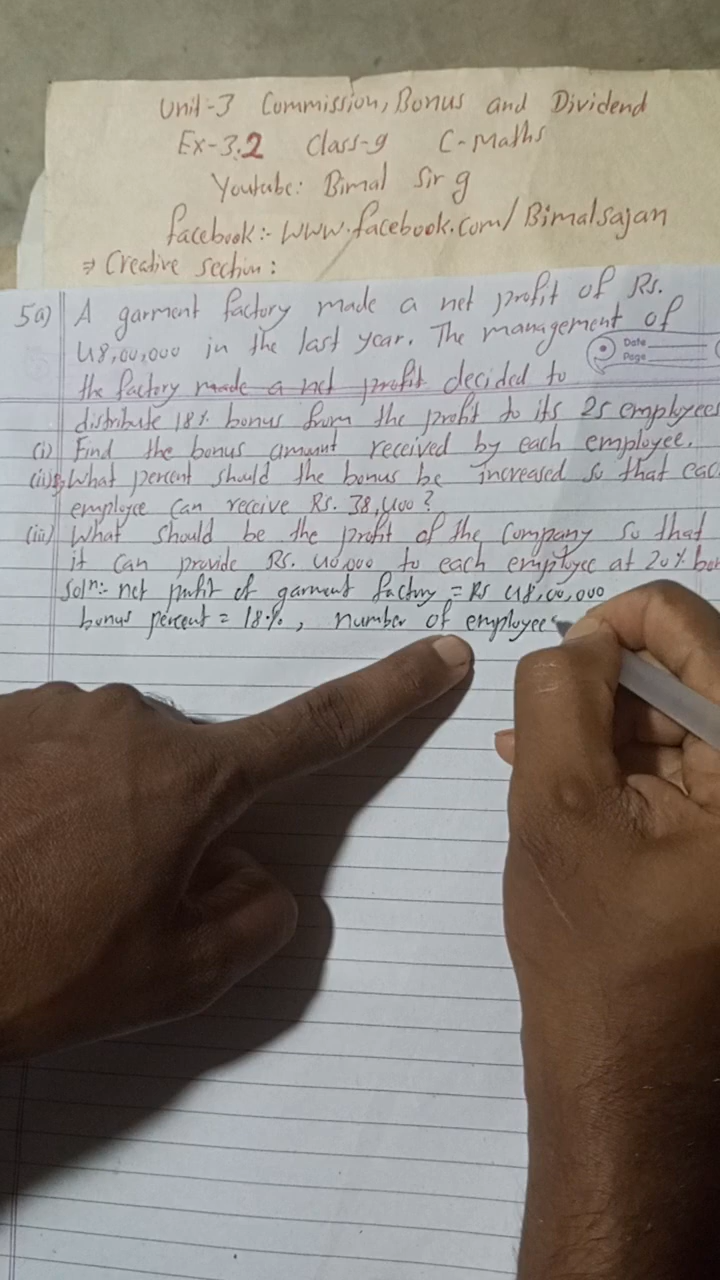 Unit-3 Commission, Bonus and Dividend
Ex-3.2 Class-9 C-Maths
Youtube: Bimal Sir g
facebook:- www.facebook.com/Bimalsajan
⇒ Creative section:
5a) A garment factory made a net profit of Rs.
48,00,000 in the last year. The management of
Date
Page
the factory made a net profit decided to
distribute 18% bonus from the profit to its 25 employees
(i) Find the bonus amount received by each employee.
(ii) What percent should the bonus be increased so that eac
employee can receive Rs. 38,400?
(iii) What should be the profit of the Company so that
it can provide Rs. 40,000 to each employee at 20% bon
Soln:- net profit of garment factory = Rs 48,00,000
bonus percent = 18%, number of employees